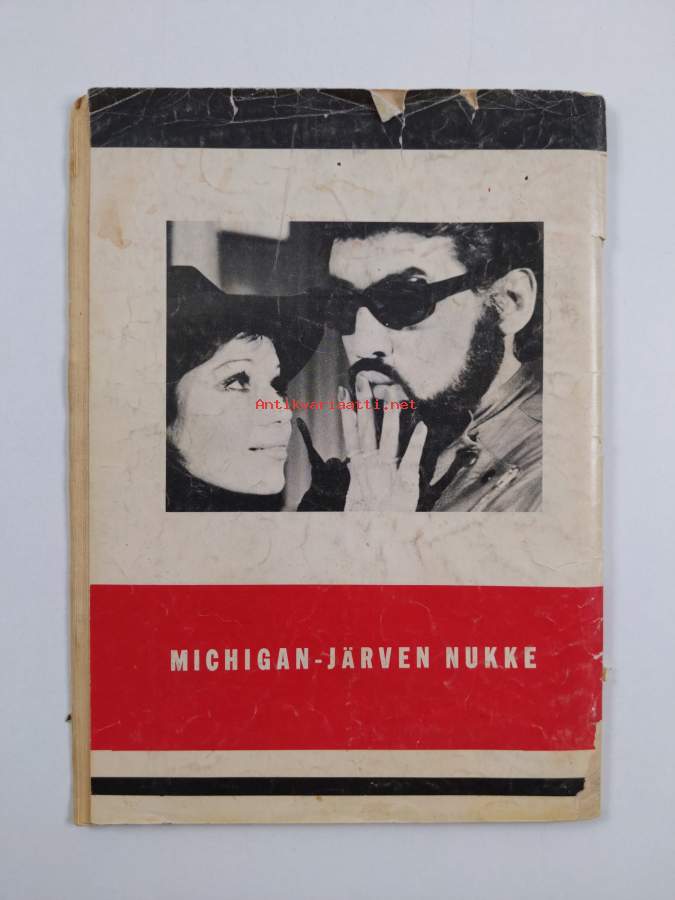 Antikvariaatti.net
MICHIGAN-JÄRVEN NUKKE